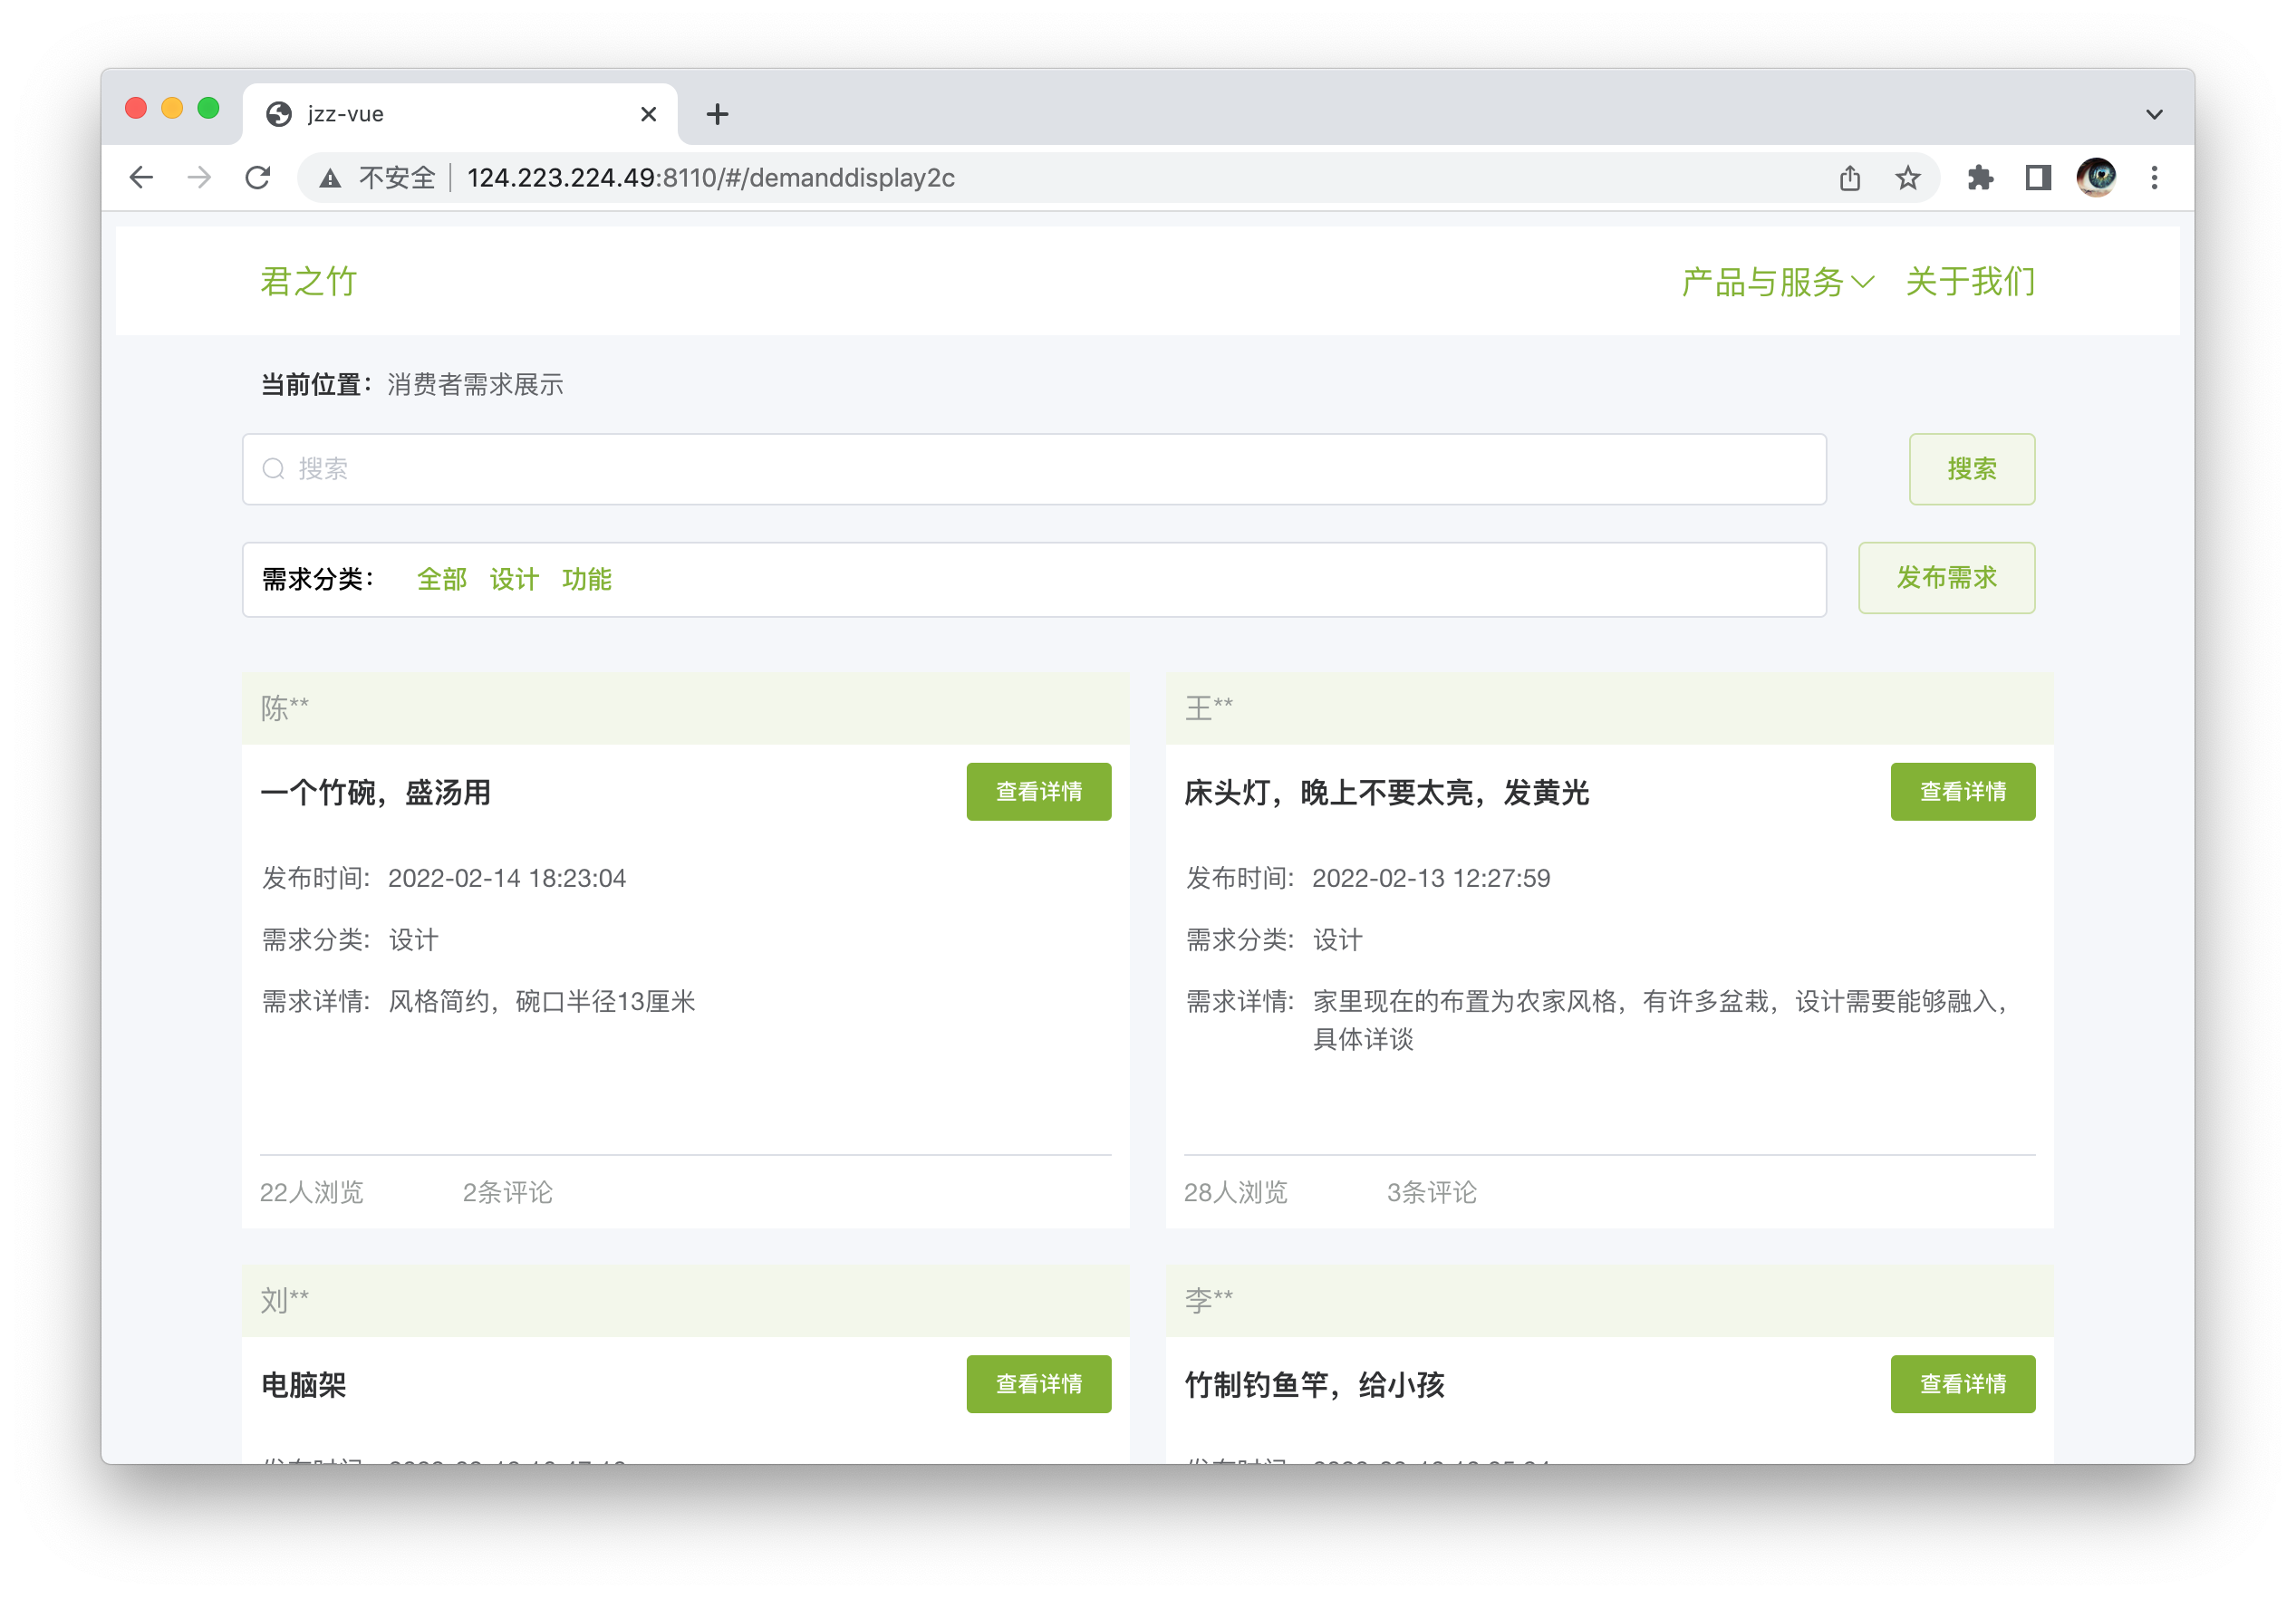 jzz-vue
不安全 124.223.224.49:8110/#/demanddisplay2c
君之竹 产品与服务 关于我们
当前位置：消费者需求展示
搜索 搜索
需求分类： 全部 设计 功能 发布需求
陈**
一个竹碗，盛汤用 查看详情
发布时间: 2022-02-14 18:23:04
需求分类: 设计
需求详情: 风格简约，碗口半径13厘米
22人浏览 2条评论
王**
床头灯，晚上不要太亮，发黄光 查看详情
发布时间: 2022-02-13 12:27:59
需求分类: 设计
需求详情: 家里现在的布置为农家风格，有许多盆栽，设计需要能够融入，
具体详谈
28人浏览 3条评论
刘**
电脑架 查看详情
李**
竹制钓鱼竿，给小孩 查看详情